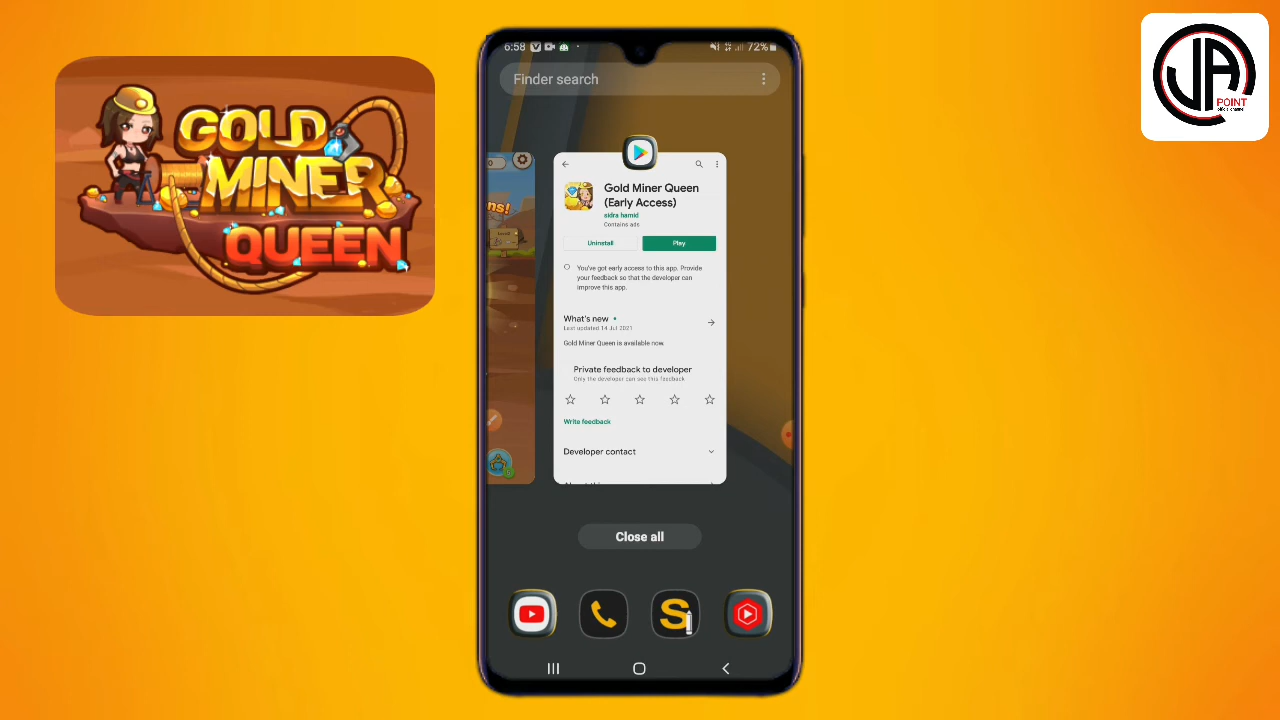 GOLD
MINER
QUEEN
6:58
72%
Finder search
Gold Miner Queen
(Early Access)
sidra hamid
Contains ads
Uninstall
Play
You've got early access to this app. Provide
your feedback so that the developer can
improve this app.
What's new
Last updated 14 Jul 2021
Gold Miner Queen is available now.
Private feedback to developer
Only the developer can see this feedback
Write feedback
Developer contact
Close all
JA
POINT
official channel